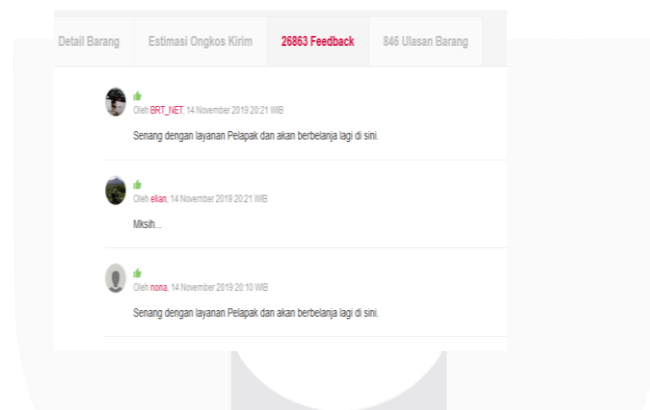 Detail Barang Estimasi Ongkos Kirim 26863 Feedback 846 Ulasan Barang
Oleh BRT_NET, 14 November 2019 20:21 WIB
Senang dengan layanan Pelapak dan akan berbelanja lagi di sini.
Oleh elian, 14 November 2019 20:21 WIB
Mksih...
Oleh nona, 14 November 2019 20:10 WIB
Senang dengan layanan Pelapak dan akan berbelanja lagi di sini.